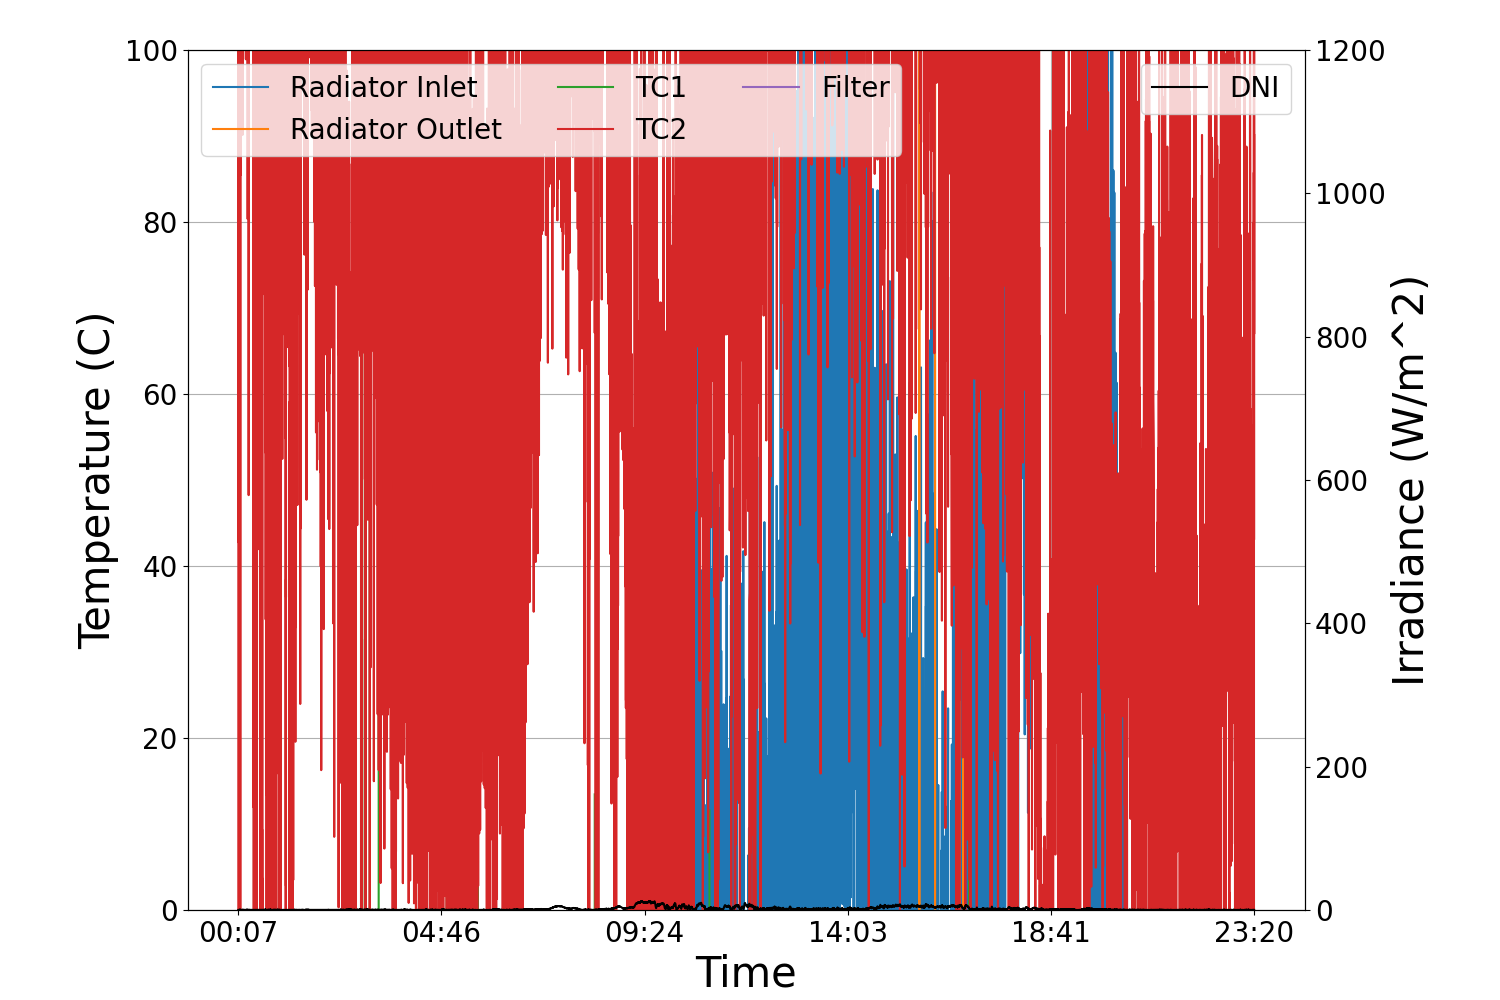 100
80
60
40
20
0
Temperature (C)
Radiator Inlet
Radiator Outlet
TC1
TC2
Filter
DNI
1200
1000
800
600
400
200
0
Irradiance (W/m^2)
00:07
04:46
09:24
14:03
18:41
23:20
Time